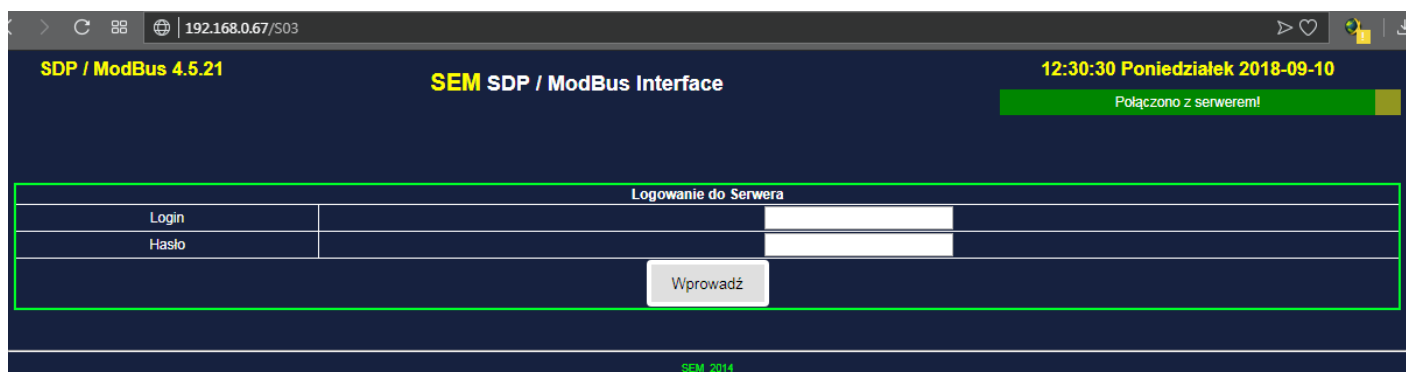 192.168.0.67/S03
SDP / ModBus 4.5.21
SEM SDP / ModBus Interface
12:30:30 Poniedziałek 2018-09-10
Połączono z serwerem!
Logowanie do Serwera
Login
Hasło
Wprowadź
SEM 2014